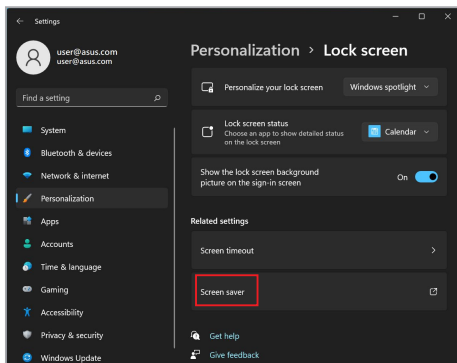 Settings
user@asus.com
user@asus.com
Find a setting
System
Bluetooth & devices
Network & internet
Personalization
Apps
Accounts
Time & language
Gaming
Accessibility
Privacy & security
Windows Update
Personalization > Lock screen
Personalize your lock screen
Windows spotlight
Lock screen status
Choose an app to show detailed status
on the lock screen
Calendar
Show the lock screen background
picture on the sign-in screen
On
Related settings
Screen timeout
Screen saver
Get help
Give feedback